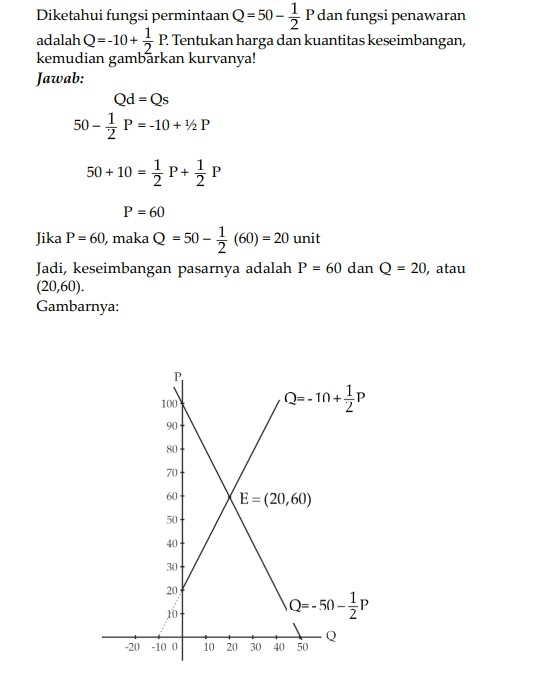 Diketahui fungsi permintaan Q = 50 – 1/2 P dan fungsi penawaran
adalah Q = -10 + 1/2 P. Tentukan harga dan kuantitas keseimbangan,
kemudian gambarkan kurvanya!
Jawab:
Qd = Qs
50 – 1/2 P = -10 + ½ P
50 + 10 = 1/2 P + 1/2 P
P = 60
Jika P = 60, maka Q = 50 – 1/2 (60) = 20 unit
Jadi, keseimbangan pasarnya adalah P = 60 dan Q = 20, atau
(20,60).
Gambarnya:
P
100
Q= - 10 + 1/2 P
90
80
70
60
E = (20,60)
50
40
30
20
Q= - 50 – 1/2 P
10
Q
-20 -10 0 10 20 30 40 50